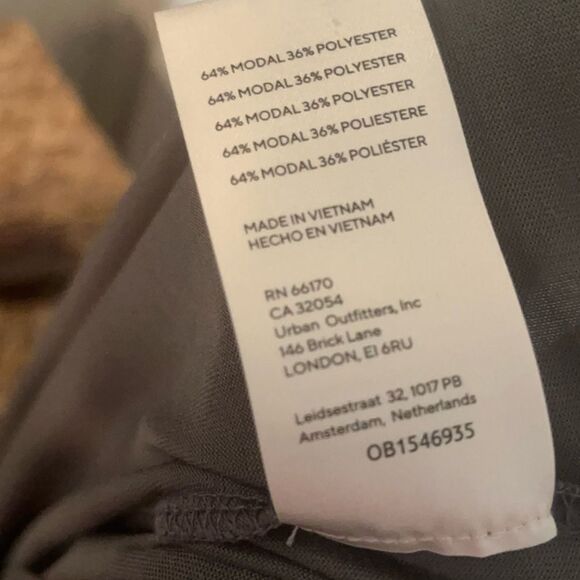 64% MODAL 36% POLYESTER
64% MODAL 36% POLYESTER
64% MODAL 36% POLYESTER
64% MODAL 36% POLIESTERE
64% MODAL 36% POLIÉSTER
MADE IN VIETNAM
HECHO EN VIETNAM
RN 66170
CA 32054
Urban Outfitters, Inc
146 Brick Lane
LONDON, E1 6RU
Leidsestraat 32, 1017 PB
Amsterdam, Netherlands
OB1546935